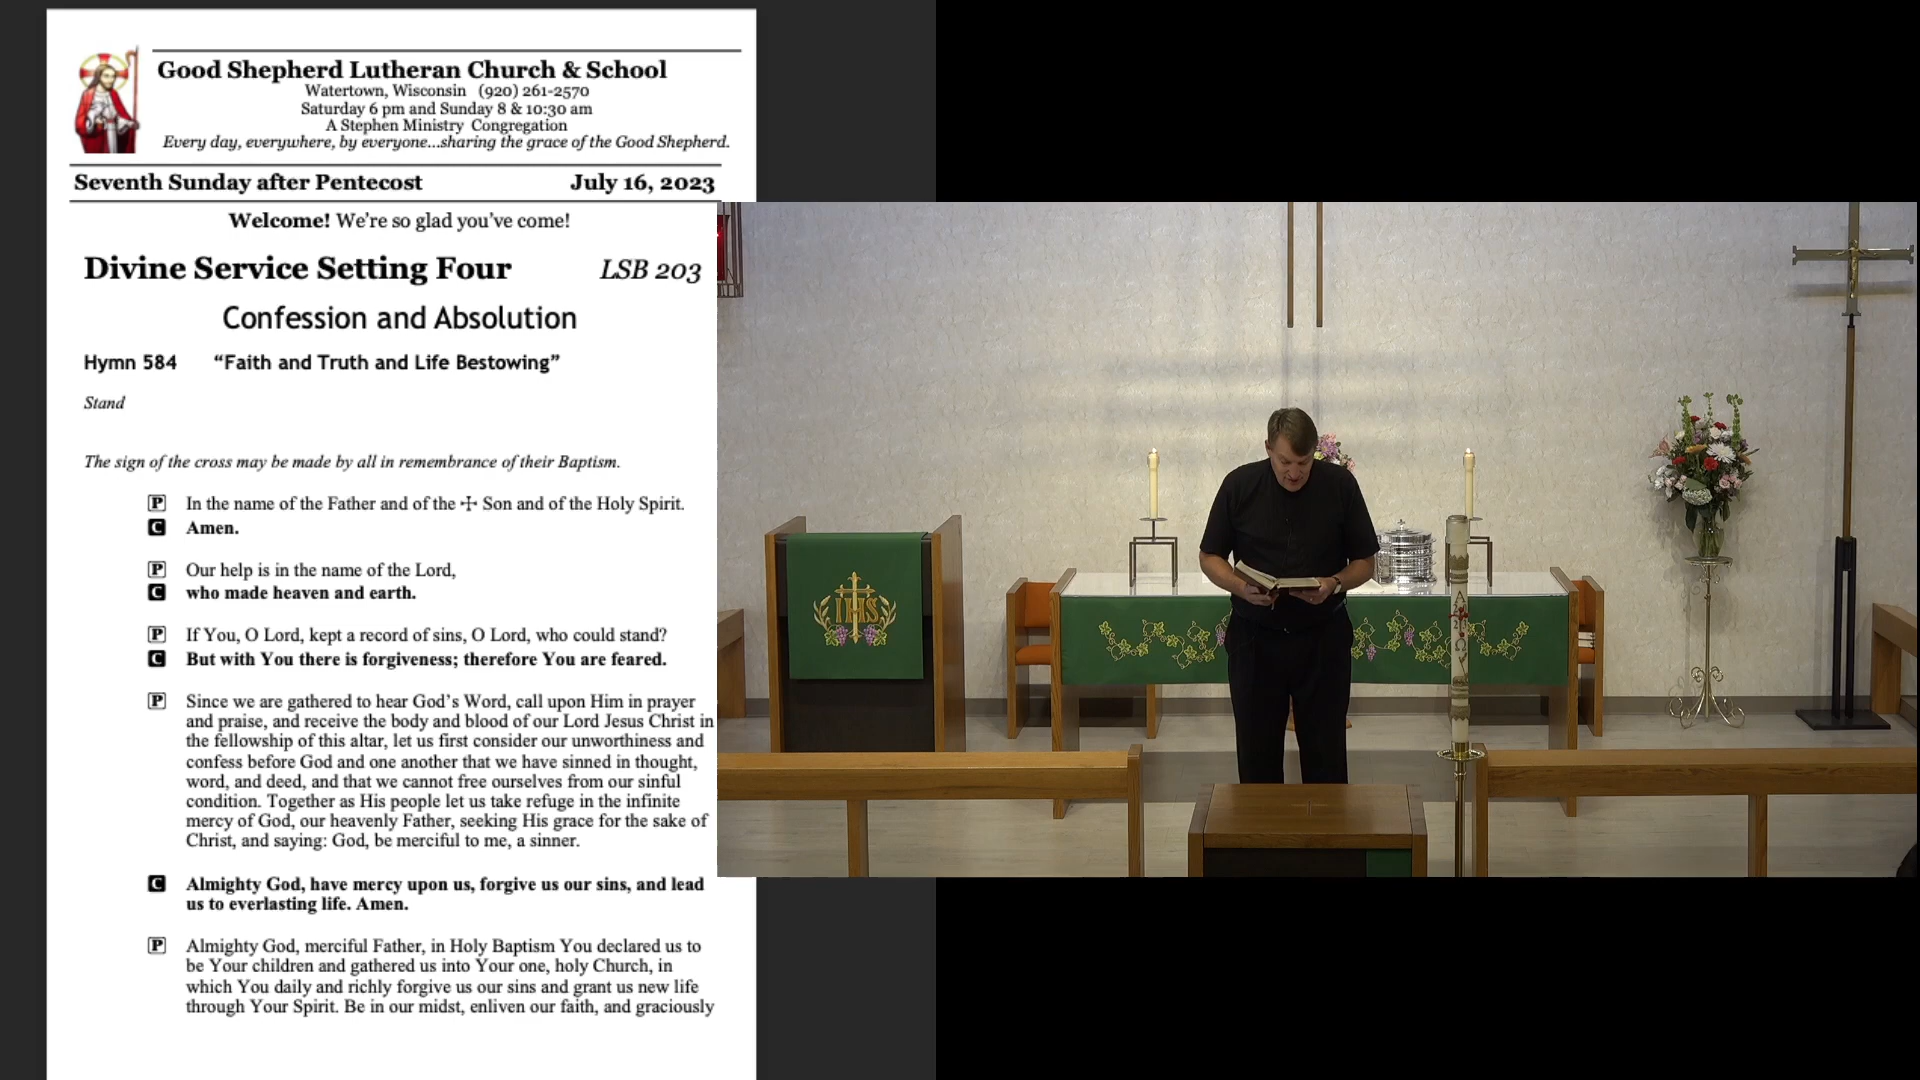 Good Shepherd Lutheran Church & School
Watertown, Wisconsin (920) 261-2570
Saturday 6 pm and Sunday 8 & 10:30 am
A Stephen Ministry Congregation
Every day, everywhere, by everyone...sharing the grace of the Good Shepherd.
Seventh Sunday after Pentecost July 16, 2023
Welcome! We're so glad you've come!
Divine Service Setting Four LSB 203
Confession and Absolution
Hymn 584 “Faith and Truth and Life Bestowing”
Stand
The sign of the cross may be made by all in remembrance of their Baptism.
P In the name of the Father and of the ☩ Son and of the Holy Spirit.
C Amen.
P Our help is in the name of the Lord,
C who made heaven and earth.
P If You, O Lord, kept a record of sins, O Lord, who could stand?
C But with You there is forgiveness; therefore You are feared.
P Since we are gathered to hear God's Word, call upon Him in prayer
and praise, and receive the body and blood of our Lord Jesus Christ in
the fellowship of this altar, let us first consider our unworthiness and
confess before God and one another that we have sinned in thought,
word, and deed, and that we cannot free ourselves from our sinful
condition. Together as His people let us take refuge in the infinite
mercy of God, our heavenly Father, seeking His grace for the sake of
Christ, and saying: God, be merciful to me, a sinner.
C Almighty God, have mercy upon us, forgive us our sins, and lead
us to everlasting life. Amen.
P Almighty God, merciful Father, in Holy Baptism You declared us to
be Your children and gathered us into Your one, holy Church, in
which You daily and richly forgive us our sins and grant us new life
through Your Spirit. Be in our midst, enliven our faith, and graciously
IHS